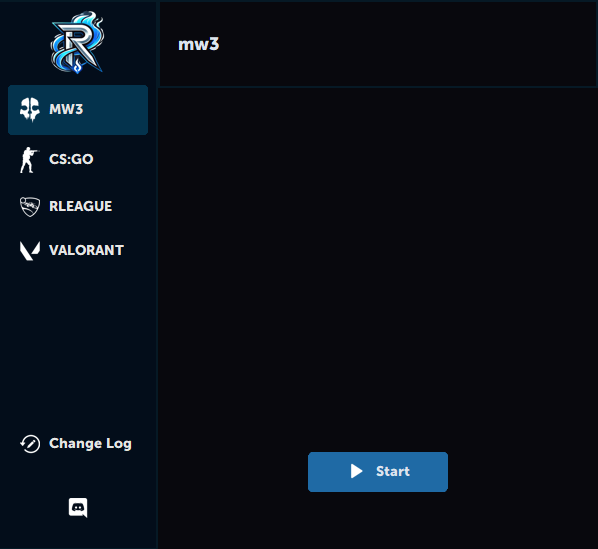 mw3
MW3
CS:GO
RLEAGUE
VALORANT
Change Log
Start